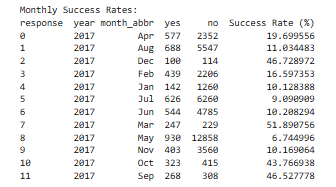 Monthly Success Rates:
response year month_abbr yes no Success Rate (%)
0 2017 Apr 577 2352 19.699556
1 2017 Aug 688 5547 11.034483
2 2017 Dec 100 114 46.728972
3 2017 Feb 439 2206 16.597353
4 2017 Jan 142 1260 10.128388
5 2017 Jul 626 6260 9.090909
6 2017 Jun 544 4785 10.208294
7 2017 Mar 247 229 51.890756
8 2017 May 930 12858 6.744996
9 2017 Nov 403 3560 10.169064
10 2017 Oct 323 415 43.766938
11 2017 Sep 268 308 46.527778